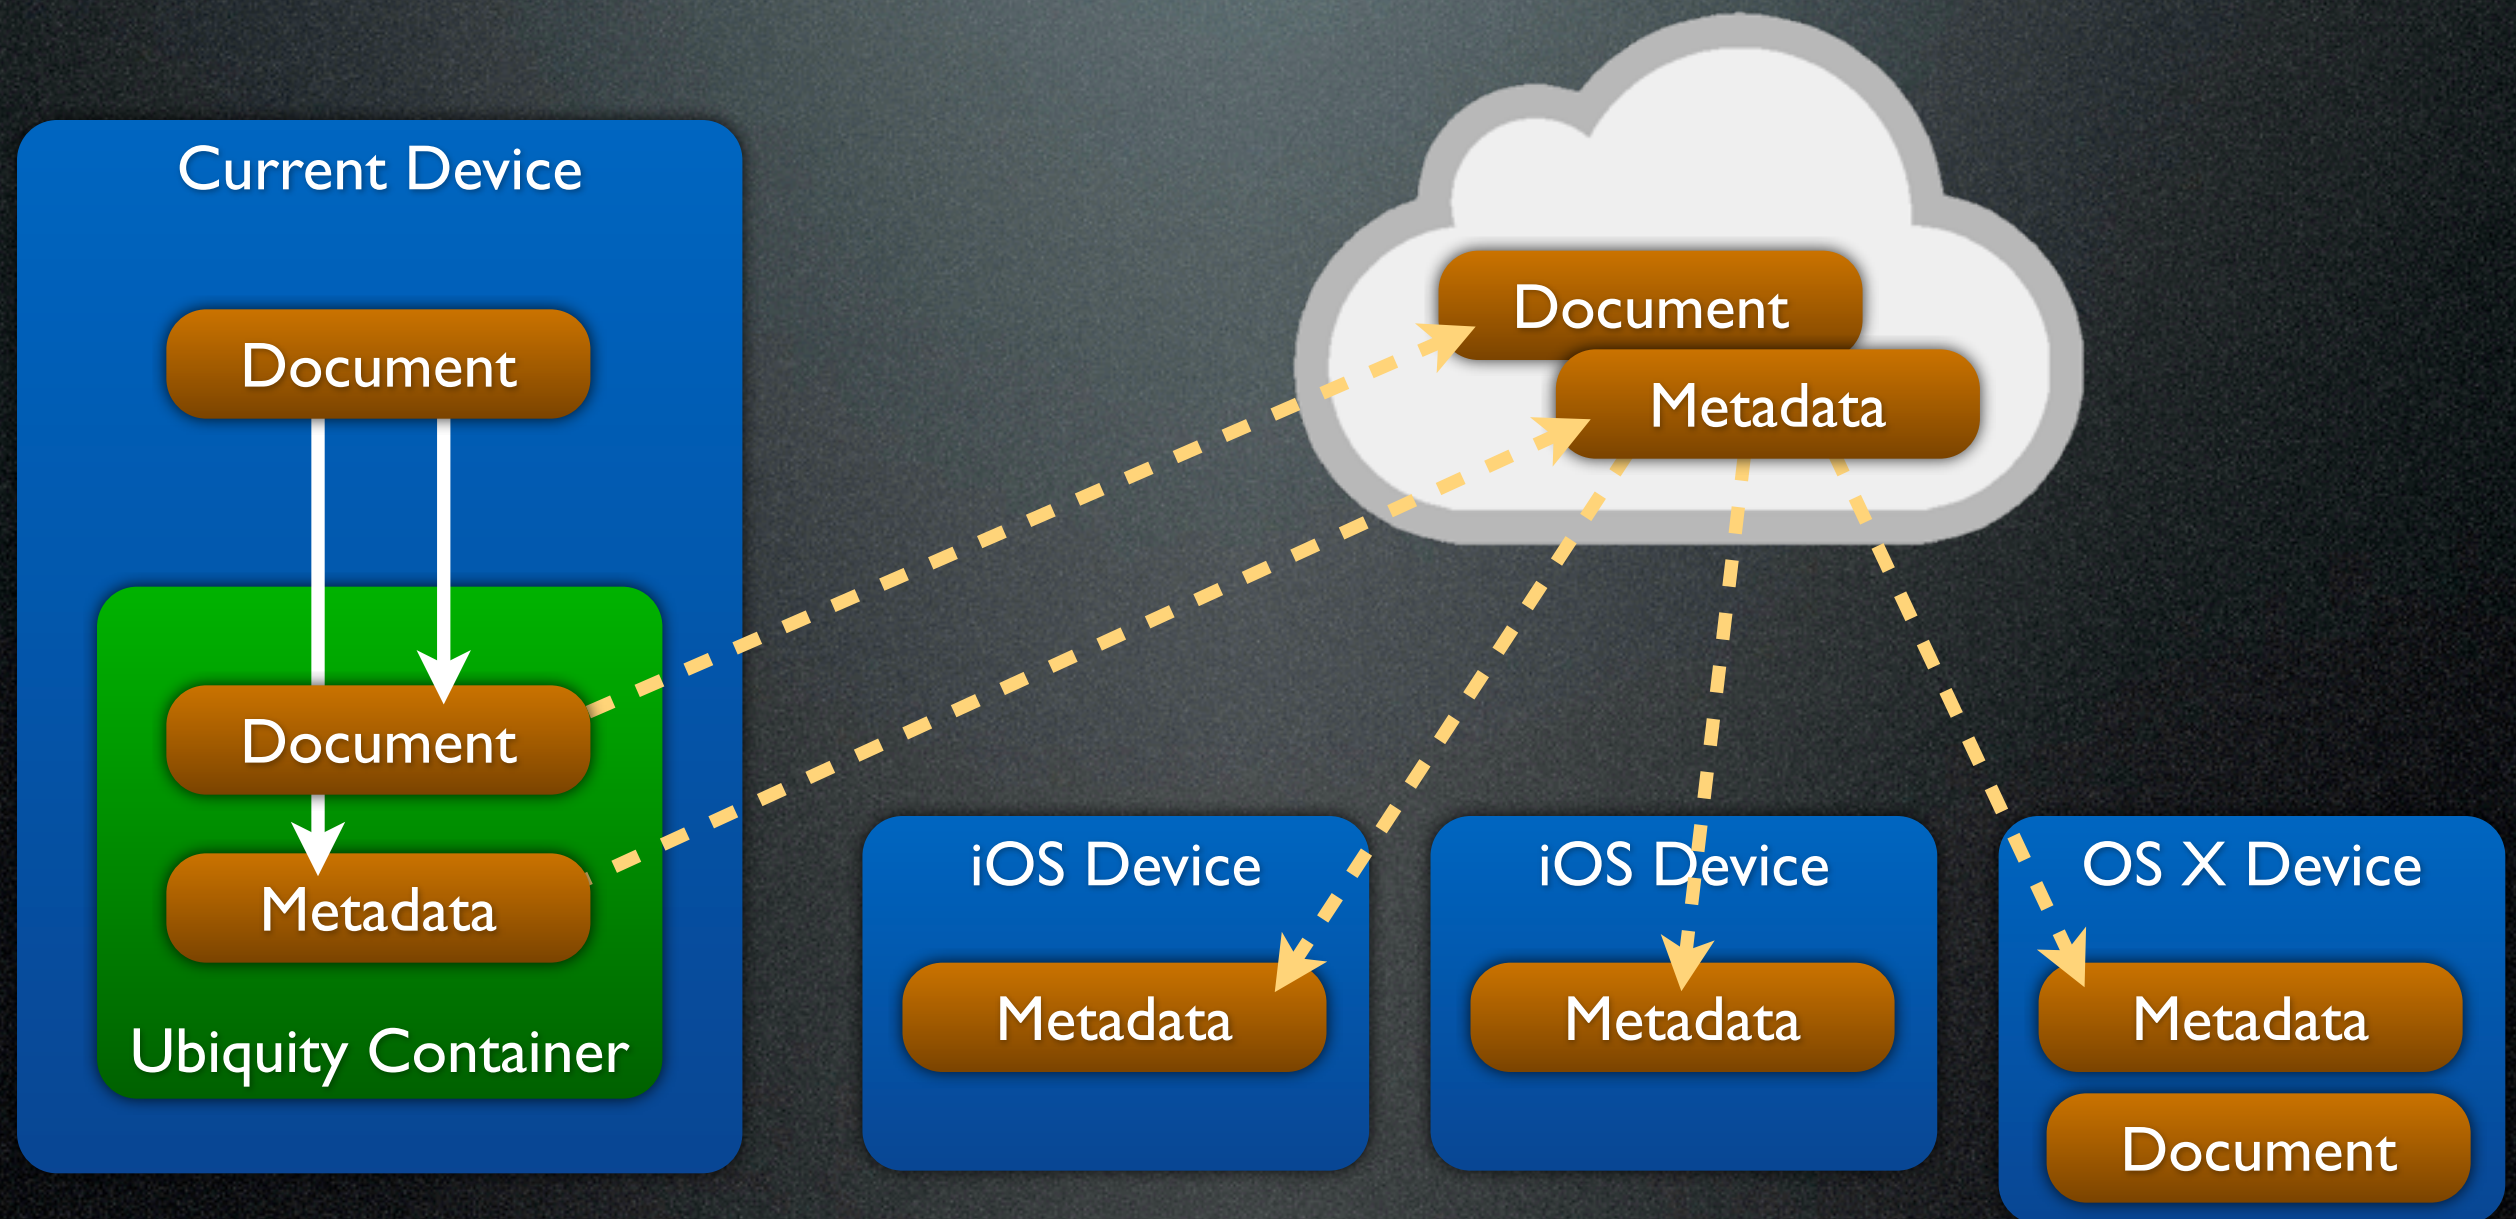 Current Device
Document
Document
Metadata
Ubiquity Container
Document
Metadata
iOS Device
Metadata
iOS Device
Metadata
OS X Device
Metadata
Document